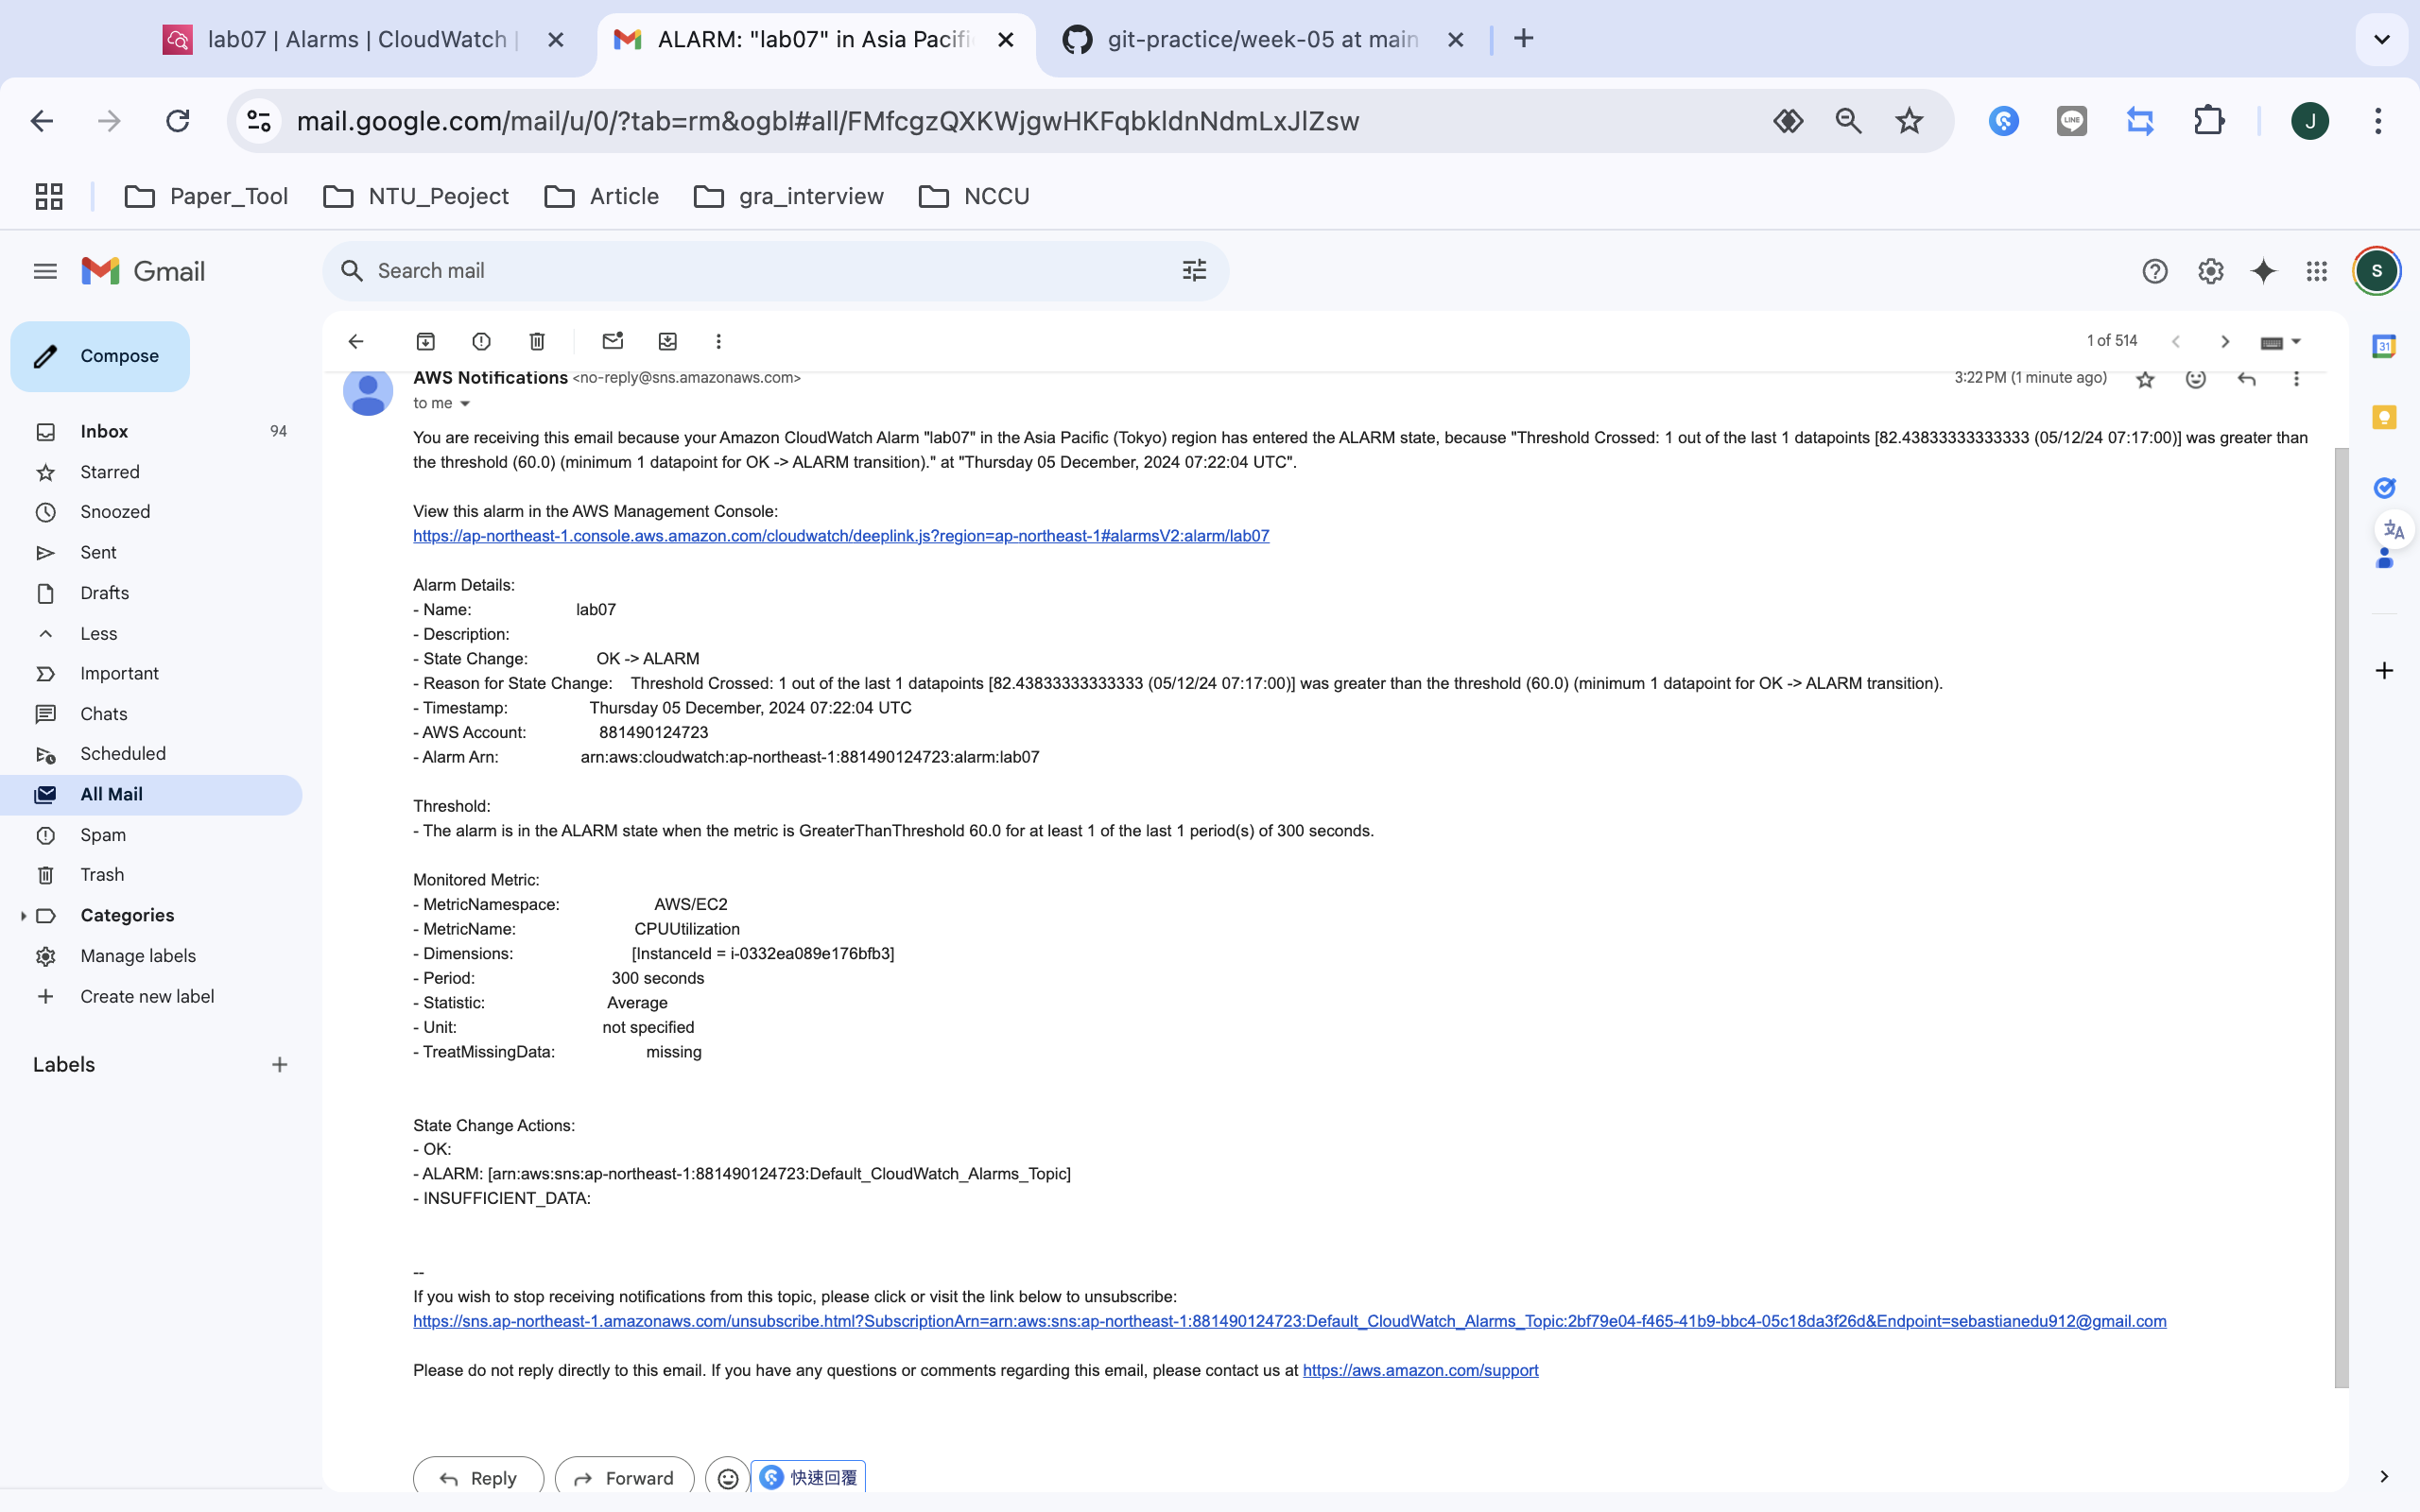 lab07 | Alarms | CloudWatch |
ALARM: "lab07" in Asia Pacific
git-practice/week-05 at main
mail.google.com/mail/u/0/?tab=rm&ogbl#all/FMfcgzQXKWjgwHKFqbkldnNdmLxJlZsw
LINE
J
Paper_Tool
NTU_Peoject
Article
gra_interview
NCCU
Gmail
Search mail
S
Compose
1 of 514
31
Inbox 94
Starred
Snoozed
Sent
Drafts
Less
Important
Chats
Scheduled
All Mail
Spam
Trash
Categories
Manage labels
Create new label
Labels
AWS Notifications <no-reply@sns.amazonaws.com>
3:22 PM (1 minute ago)
to me
You are receiving this email because your Amazon CloudWatch Alarm "lab07" in the Asia Pacific (Tokyo) region has entered the ALARM state, because "Threshold Crossed: 1 out of the last 1 datapoints [82.43833333333333 (05/12/24 07:17:00)] was greater than
the threshold (60.0) (minimum 1 datapoint for OK -> ALARM transition)." at "Thursday 05 December, 2024 07:22:04 UTC".
View this alarm in the AWS Management Console:
https://ap-northeast-1.console.aws.amazon.com/cloudwatch/deeplink.js?region=ap-northeast-1#alarmsV2:alarm/lab07
Alarm Details:
- Name: lab07
- Description:
- State Change: OK -> ALARM
- Reason for State Change: Threshold Crossed: 1 out of the last 1 datapoints [82.43833333333333 (05/12/24 07:17:00)] was greater than the threshold (60.0) (minimum 1 datapoint for OK -> ALARM transition).
- Timestamp: Thursday 05 December, 2024 07:22:04 UTC
- AWS Account: 881490124723
- Alarm Arn: arn:aws:cloudwatch:ap-northeast-1:881490124723:alarm:lab07
Threshold:
- The alarm is in the ALARM state when the metric is GreaterThanThreshold 60.0 for at least 1 of the last 1 period(s) of 300 seconds.
Monitored Metric:
- MetricNamespace: AWS/EC2
- MetricName: CPUUtilization
- Dimensions: [InstanceId = i-0332ea089e176bfb3]
- Period: 300 seconds
- Statistic: Average
- Unit: not specified
- TreatMissingData: missing
State Change Actions:
- OK:
- ALARM: [arn:aws:sns:ap-northeast-1:881490124723:Default_CloudWatch_Alarms_Topic]
- INSUFFICIENT_DATA:
--
If you wish to stop receiving notifications from this topic, please click or visit the link below to unsubscribe:
https://sns.ap-northeast-1.amazonaws.com/unsubscribe.html?SubscriptionArn=arn:aws:sns:ap-northeast-1:881490124723:Default_CloudWatch_Alarms_Topic:2bf79e04-f465-41b9-bbc4-05c18da3f26d&Endpoint=sebastianedu912@gmail.com
Please do not reply directly to this email. If you have any questions or comments regarding this email, please contact us at https://aws.amazon.com/support
Reply
Forward
快速回覆